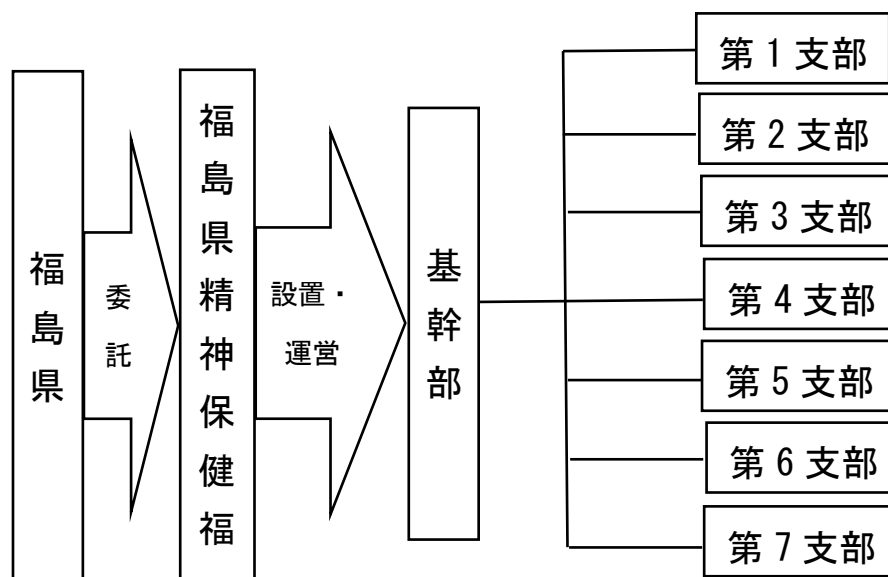 福島県
委託
福島県精神保健福
設置・
運営
基幹部
第1支部
第2支部
第3支部
第4支部
第5支部
第6支部
第7支部